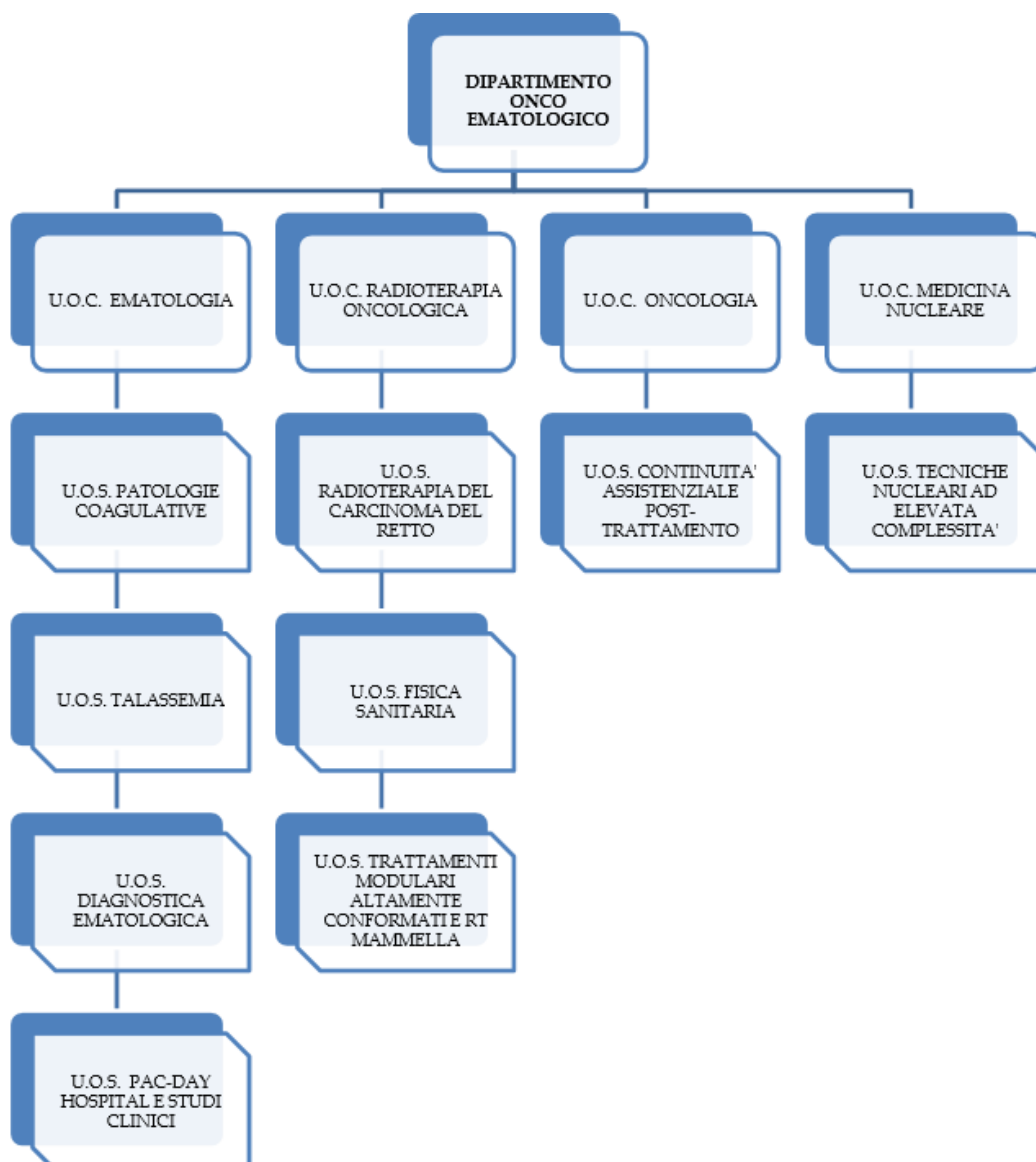 DIPARTIMENTO
ONCO
EMATOLOGICO
U.O.C. EMATOLOGIA
U.O.C. RADIOTERAPIA
ONCOLOGICA
U.O.C. ONCOLOGIA
U.O.C. MEDICINA
NUCLEARE
U.O.S. PATOLOGIE
COAGULATIVE
U.O.S.
RADIOTERAPIA DEL
CARCINOMA DEL
RETTO
U.O.S. CONTINUITA'
ASSISTENZIALE
POST-
TRATTAMENTO
U.O.S. TECNICHE
NUCLEARI AD
ELEVATA
COMPLESSITA'
U.O.S. TALASSEMIA
U.O.S. FISICA
SANITARIA
U.O.S.
DIAGNOSTICA
EMATOLOGICA
U.O.S. TRATTAMENTI
MODULARI
ALTAMENTE
CONFORMATI E RT
MAMMELLA
U.O.S. PAC-DAY
HOSPITAL E STUDI
CLINICI